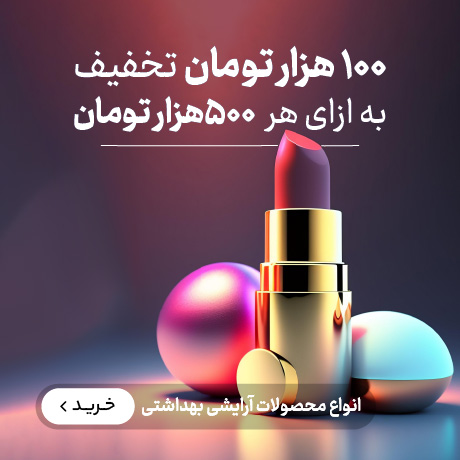 ۱۰۰ هزار تومان تخفیف
به ازای هر ۵۰۰هزار تومان
انواع محصولات آرایشی بهداشتی
خرید